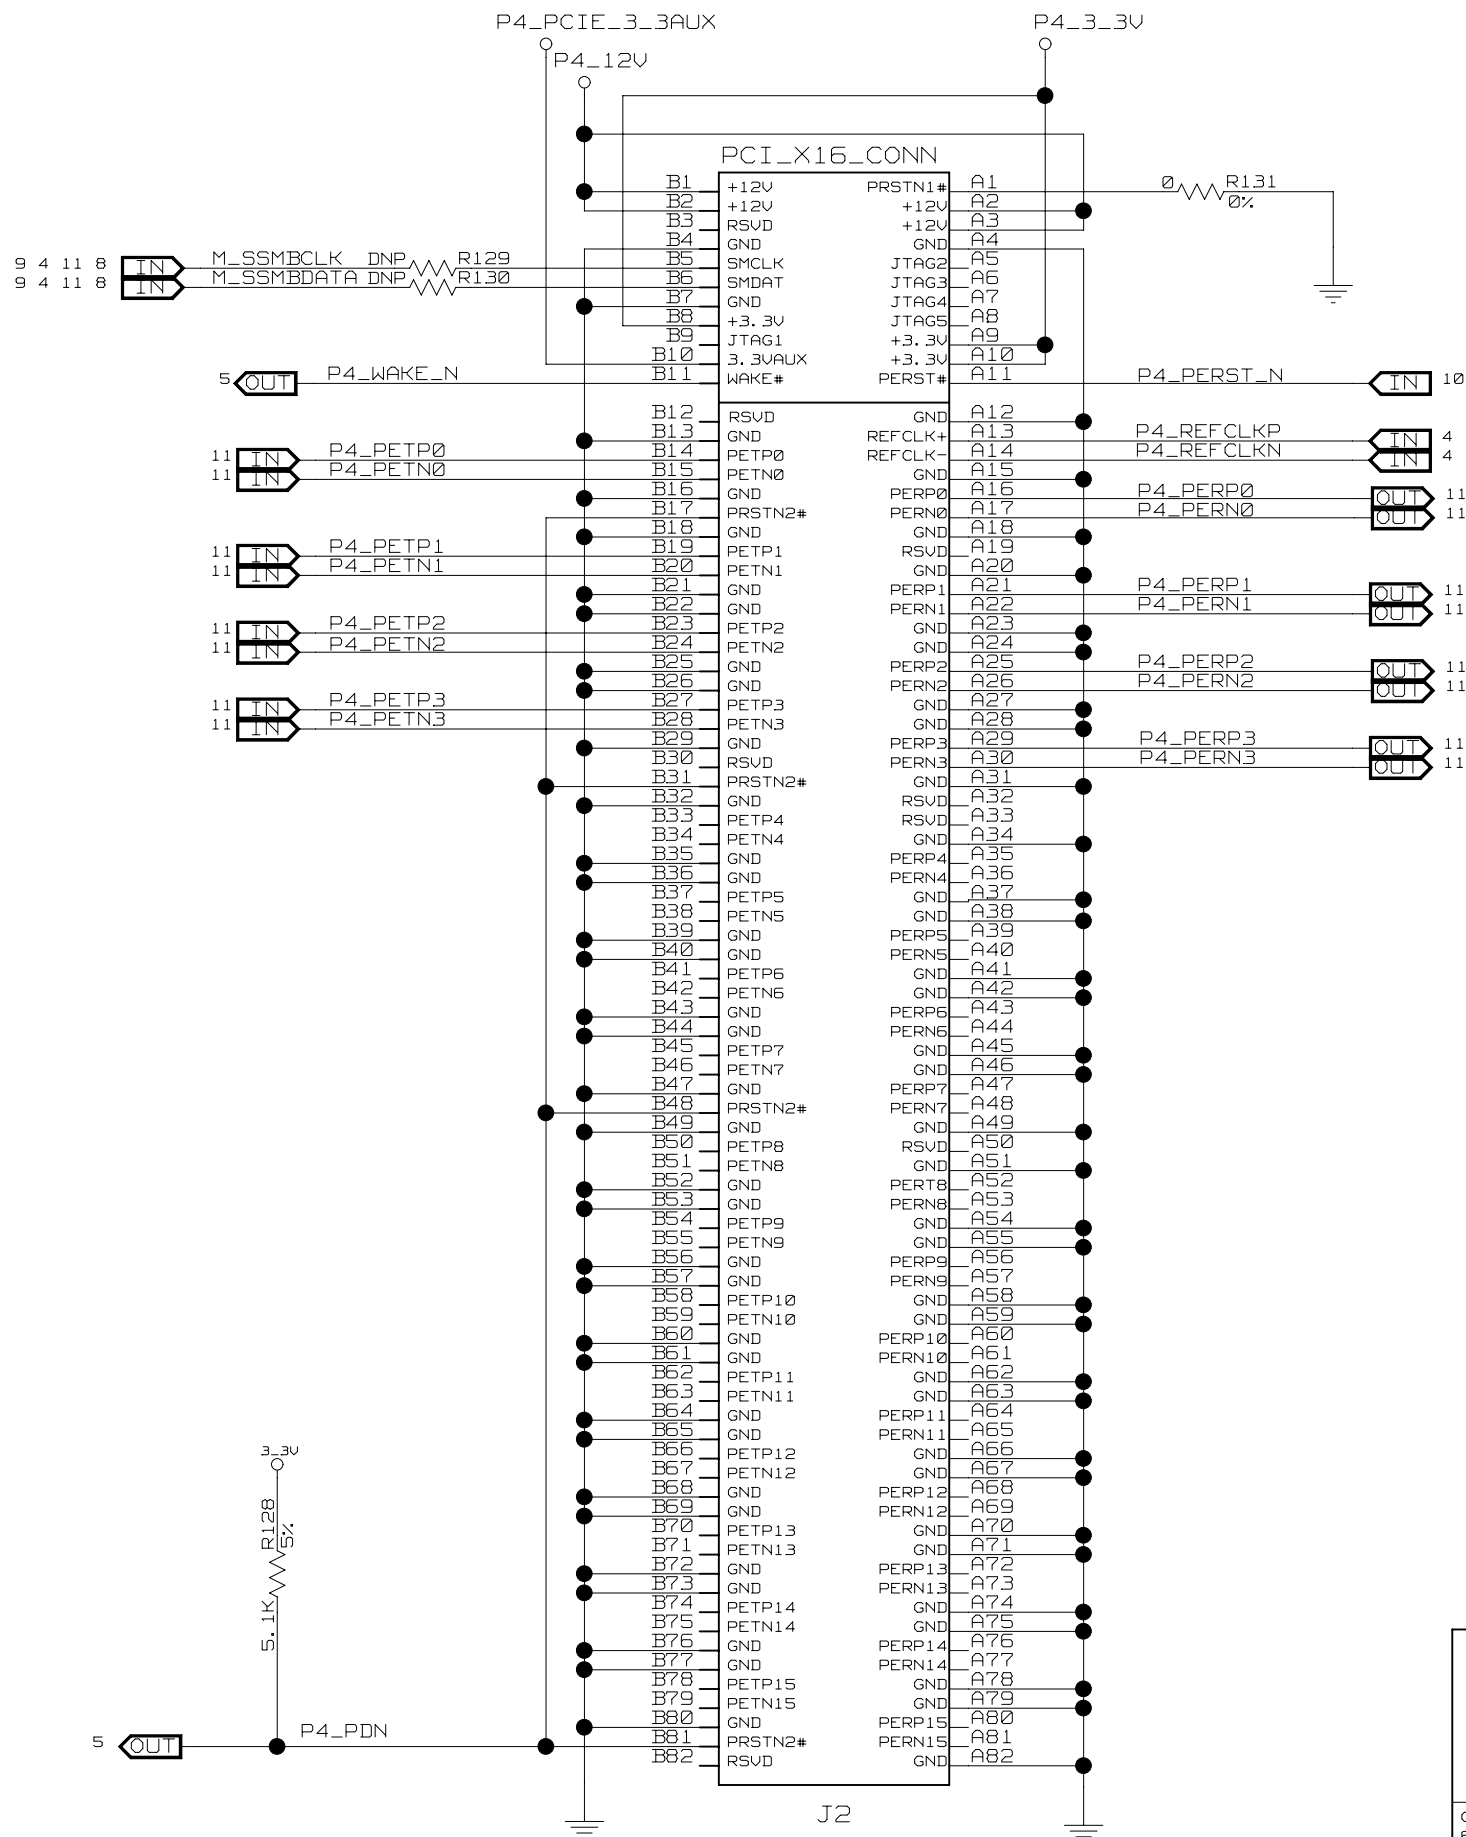 P4_PCIE_3_3AUX P4_3_3V
P4_12V
PCI_X16_CONN
B1 +12V PRSTN1# A1 0 R131
0%
B2 +12V +12V A2
B3 RSVD +12V A3
B4 GND GND A4
9 4 11 8 IN M_SSMBCLK DNP R129 B5 SMCLK JTAG2 A5
9 4 11 8 IN M_SSMBDATA DNP R130 B6 SMDAT JTAG3 A6
B7 GND JTAG4 A7
B8 +3.3V JTAG5 A8
B9 JTAG1 +3.3V A9
B10 3.3VAUX +3.3V A10
5 OUT P4_WAKE_N B11 WAKE# PERST# A11 P4_PERST_N IN 10
B12 RSVD GND A12
B13 GND REFCLK+ A13 P4_REFCLKP IN 4
11 IN P4_PETP0 B14 PETP0 REFCLK- A14 P4_REFCLKN IN 4
11 IN P4_PETN0 B15 PETN0 GND A15
B16 GND PERP0 A16 P4_PERP0 OUT 11
B17 PRSTN2# PERN0 A17 P4_PERN0 OUT 11
B18 GND GND A18
11 IN P4_PETP1 B19 PETP1 RSVD A19
11 IN P4_PETN1 B20 PETN1 GND A20
B21 GND PERP1 A21 P4_PERP1 OUT 11
B22 GND PERN1 A22 P4_PERN1 OUT 11
11 IN P4_PETP2 B23 PETP2 GND A23
11 IN P4_PETN2 B24 PETN2 GND A24
B25 GND PERP2 A25 P4_PERP2 OUT 11
B26 GND PERN2 A26 P4_PERN2 OUT 11
11 IN P4_PETP3 B27 PETP3 GND A27
11 IN P4_PETN3 B28 PETN3 GND A28
B29 GND PERP3 A29 P4_PERP3 OUT 11
B30 RSVD PERN3 A30 P4_PERN3 OUT 11
B31 PRSTN2# GND A31
B32 GND RSVD A32
B33 PETP4 RSVD A33
B34 PETN4 GND A34
B35 GND PERP4 A35
B36 GND PERN4 A36
B37 PETP5 GND A37
B38 PETN5 GND A38
B39 GND PERP5 A39
B40 GND PERN5 A40
B41 PETP6 GND A41
B42 PETN6 GND A42
B43 GND PERP6 A43
B44 GND PERN6 A44
B45 PETP7 GND A45
B46 PETN7 GND A46
B47 GND PERP7 A47
B48 PRSTN2# PERN7 A48
B49 GND GND A49
B50 PETP8 RSVD A50
B51 PETN8 GND A51
B52 GND PERT8 A52
B53 GND PERN8 A53
B54 PETP9 GND A54
B55 PETN9 GND A55
B56 GND PERP9 A56
B57 GND PERN9 A57
B58 PETP10 GND A58
B59 PETN10 GND A59
B60 GND PERP10 A60
B61 GND PERN10 A61
B62 PETP11 GND A62
B63 PETN11 GND A63
B64 GND PERP11 A64
B65 GND PERN11 A65
3_3V
B66 PETP12 GND A66
B67 PETN12 GND A67
B68 GND PERP12 A68
B69 GND PERN12 A69
R128
5%
5.1K
B70 PETP13 GND A70
B71 PETN13 GND A71
B72 GND PERP13 A72
B73 GND PERN13 A73
B74 PETP14 GND A74
B75 PETN14 GND A75
B76 GND PERP14 A76
B77 GND PERN14 A77
B78 PETP15 GND A78
B79 PETN15 GND A79
B80 GND PERP15 A80
5 OUT P4_PDN B81 PRSTN2# PERN15 A81
B82 RSVD GND A82
J2